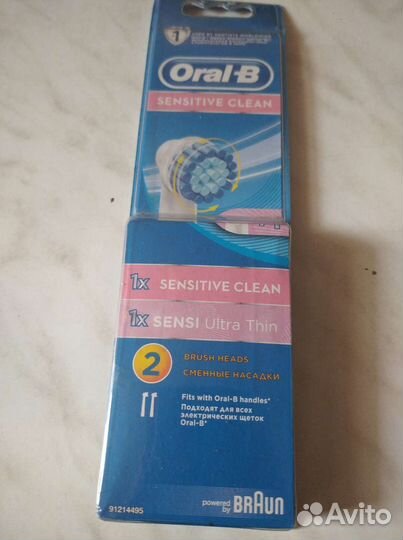 #1
Oral-B
SENSITIVE CLEAN
1x SENSITIVE CLEAN
1x SENSI Ultra Thin
2
BRUSH HEADS
СМЕННЫЕ НАСАДКИ
Fits with Oral-B handles*
Подходят для всех
электрических щеток
Oral-B*
91214495
powered
by
BRAUN
Avito